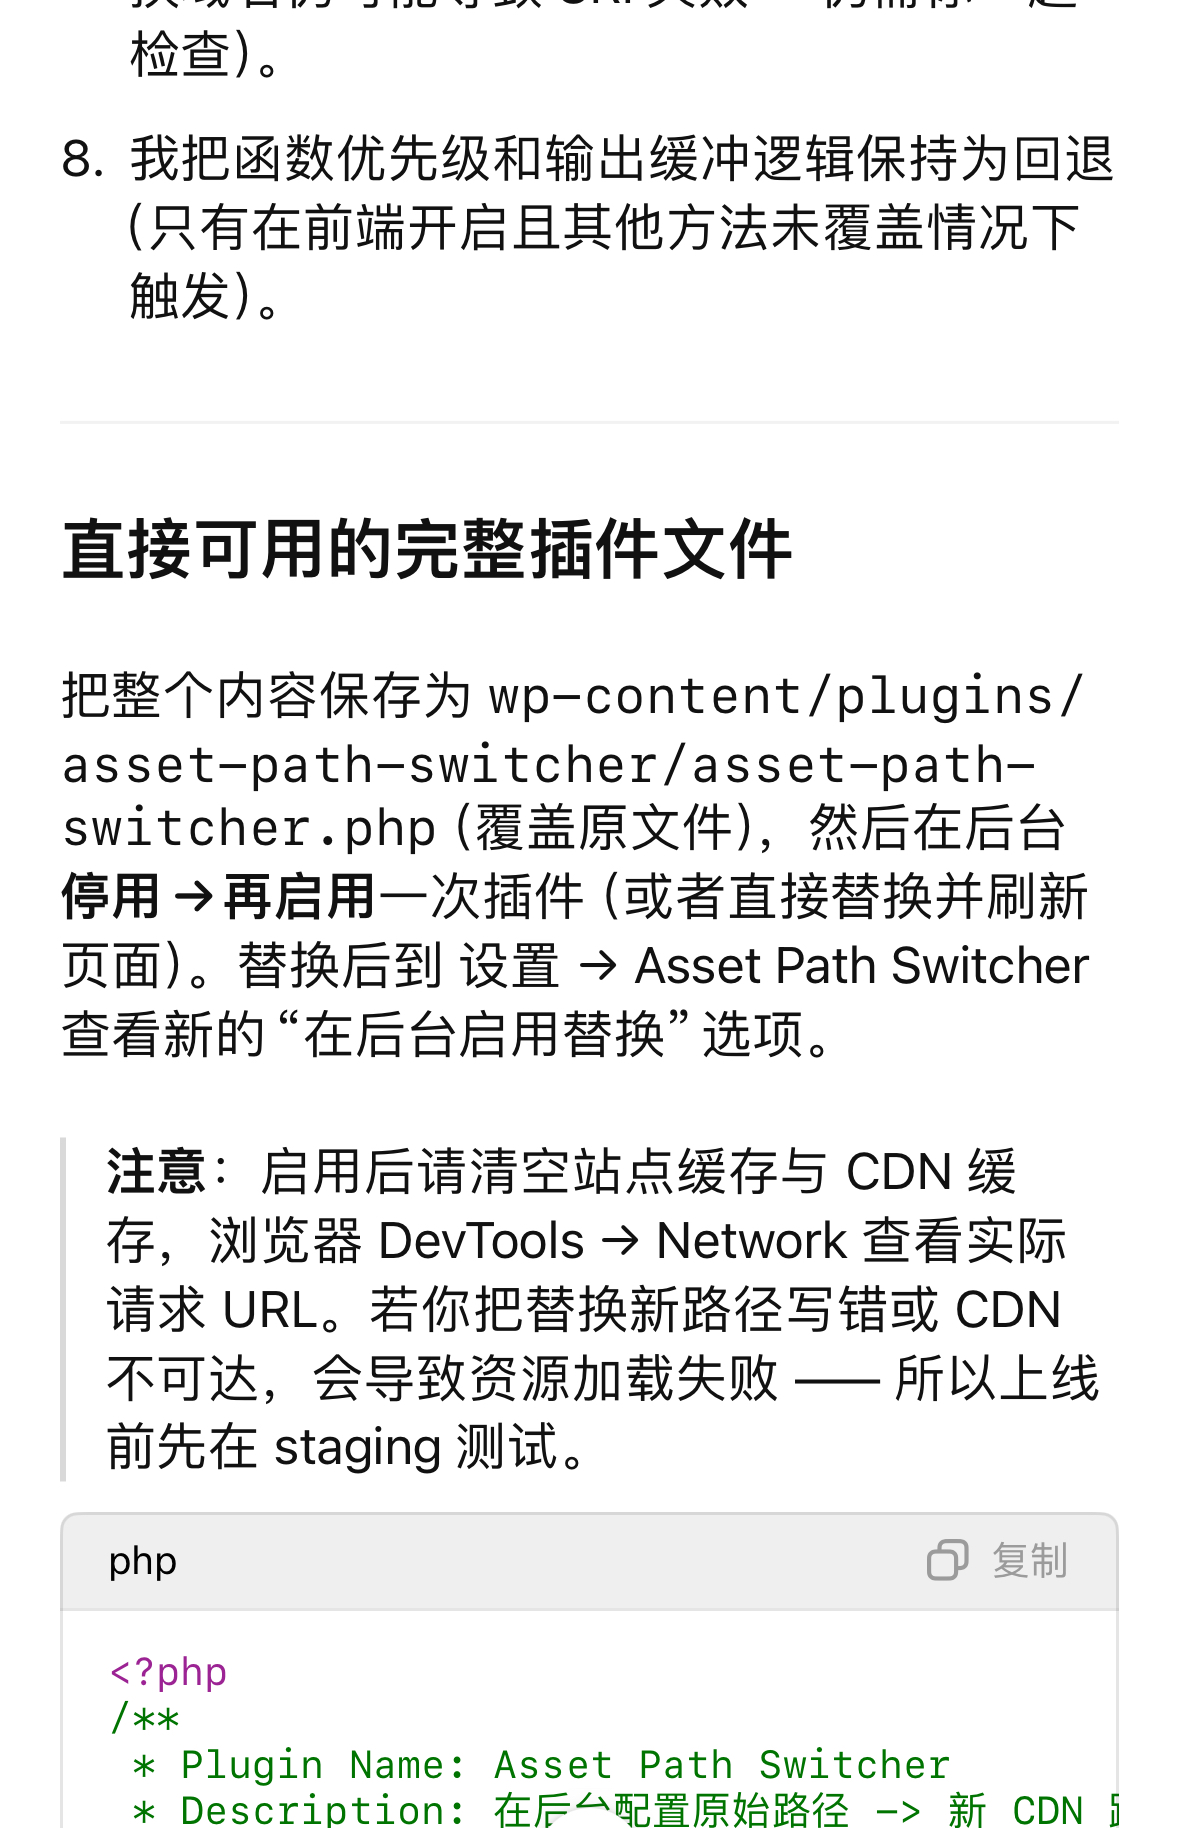 检查）。
8. 我把函数优先级和输出缓冲逻辑保持为回退
（只有在前端开启且其他方法未覆盖情况下
触发）。
直接可用的完整插件文件
把整个内容保存为 wp-content/plugins/
asset-path-switcher/asset-path-
switcher.php（覆盖原文件），然后在后台
停用 → 再启用一次插件（或者直接替换并刷新
页面）。替换后到 设置 → Asset Path Switcher
查看新的 “在后台启用替换” 选项。
注意：启用后请清空站点缓存与 CDN 缓
存，浏览器 DevTools → Network 查看实际
请求 URL。若你把替换新路径写错或 CDN
不可达，会导致资源加载失败 —— 所以上线
前先在 staging 测试。
php 复制
<?php
/**
 * Plugin Name: Asset Path Switcher
 * Description: 在后台配置原始路径 -> 新 CDN